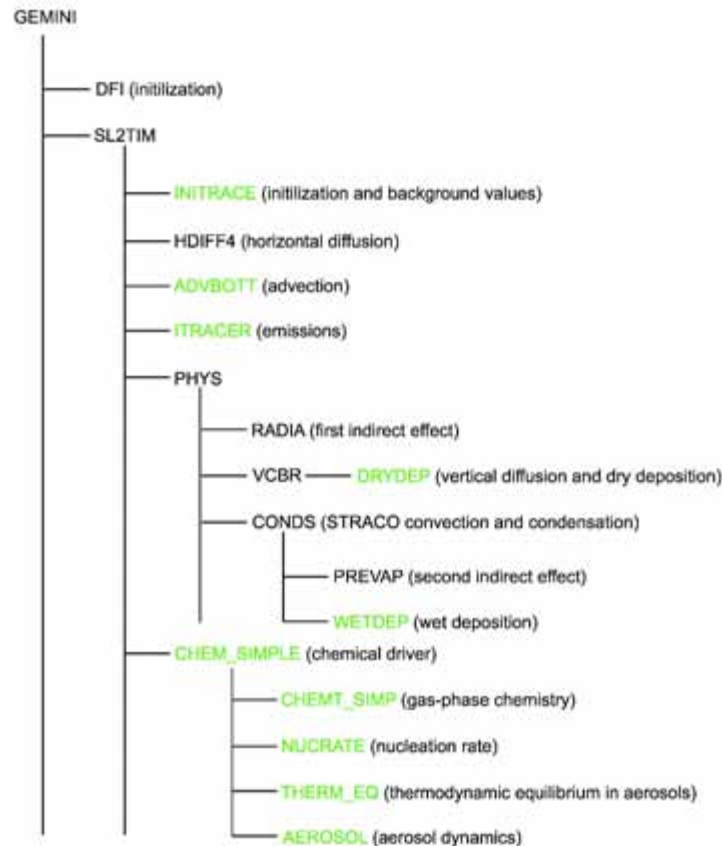 GEMINI
DFI (initilization)
SL2TIM
INITRACE (initilization and background values)
HDIFF4 (horizontal diffusion)
ADVBOTT (advection)
ITRACER (emissions)
PHYS
RADIA (first indirect effect)
VCBR DRYDEP (vertical diffusion and dry deposition)
CONDS (STRACO convection and condensation)
PREVAP (second indirect effect)
WETDEP (wet deposition)
CHEM_SIMPLE (chemical driver)
CHEMT_SIMP (gas-phase chemistry)
NUCRATE (nucleation rate)
THERM_EQ (thermodynamic equilibrium in aerosols)
AEROSOL (aerosol dynamics)